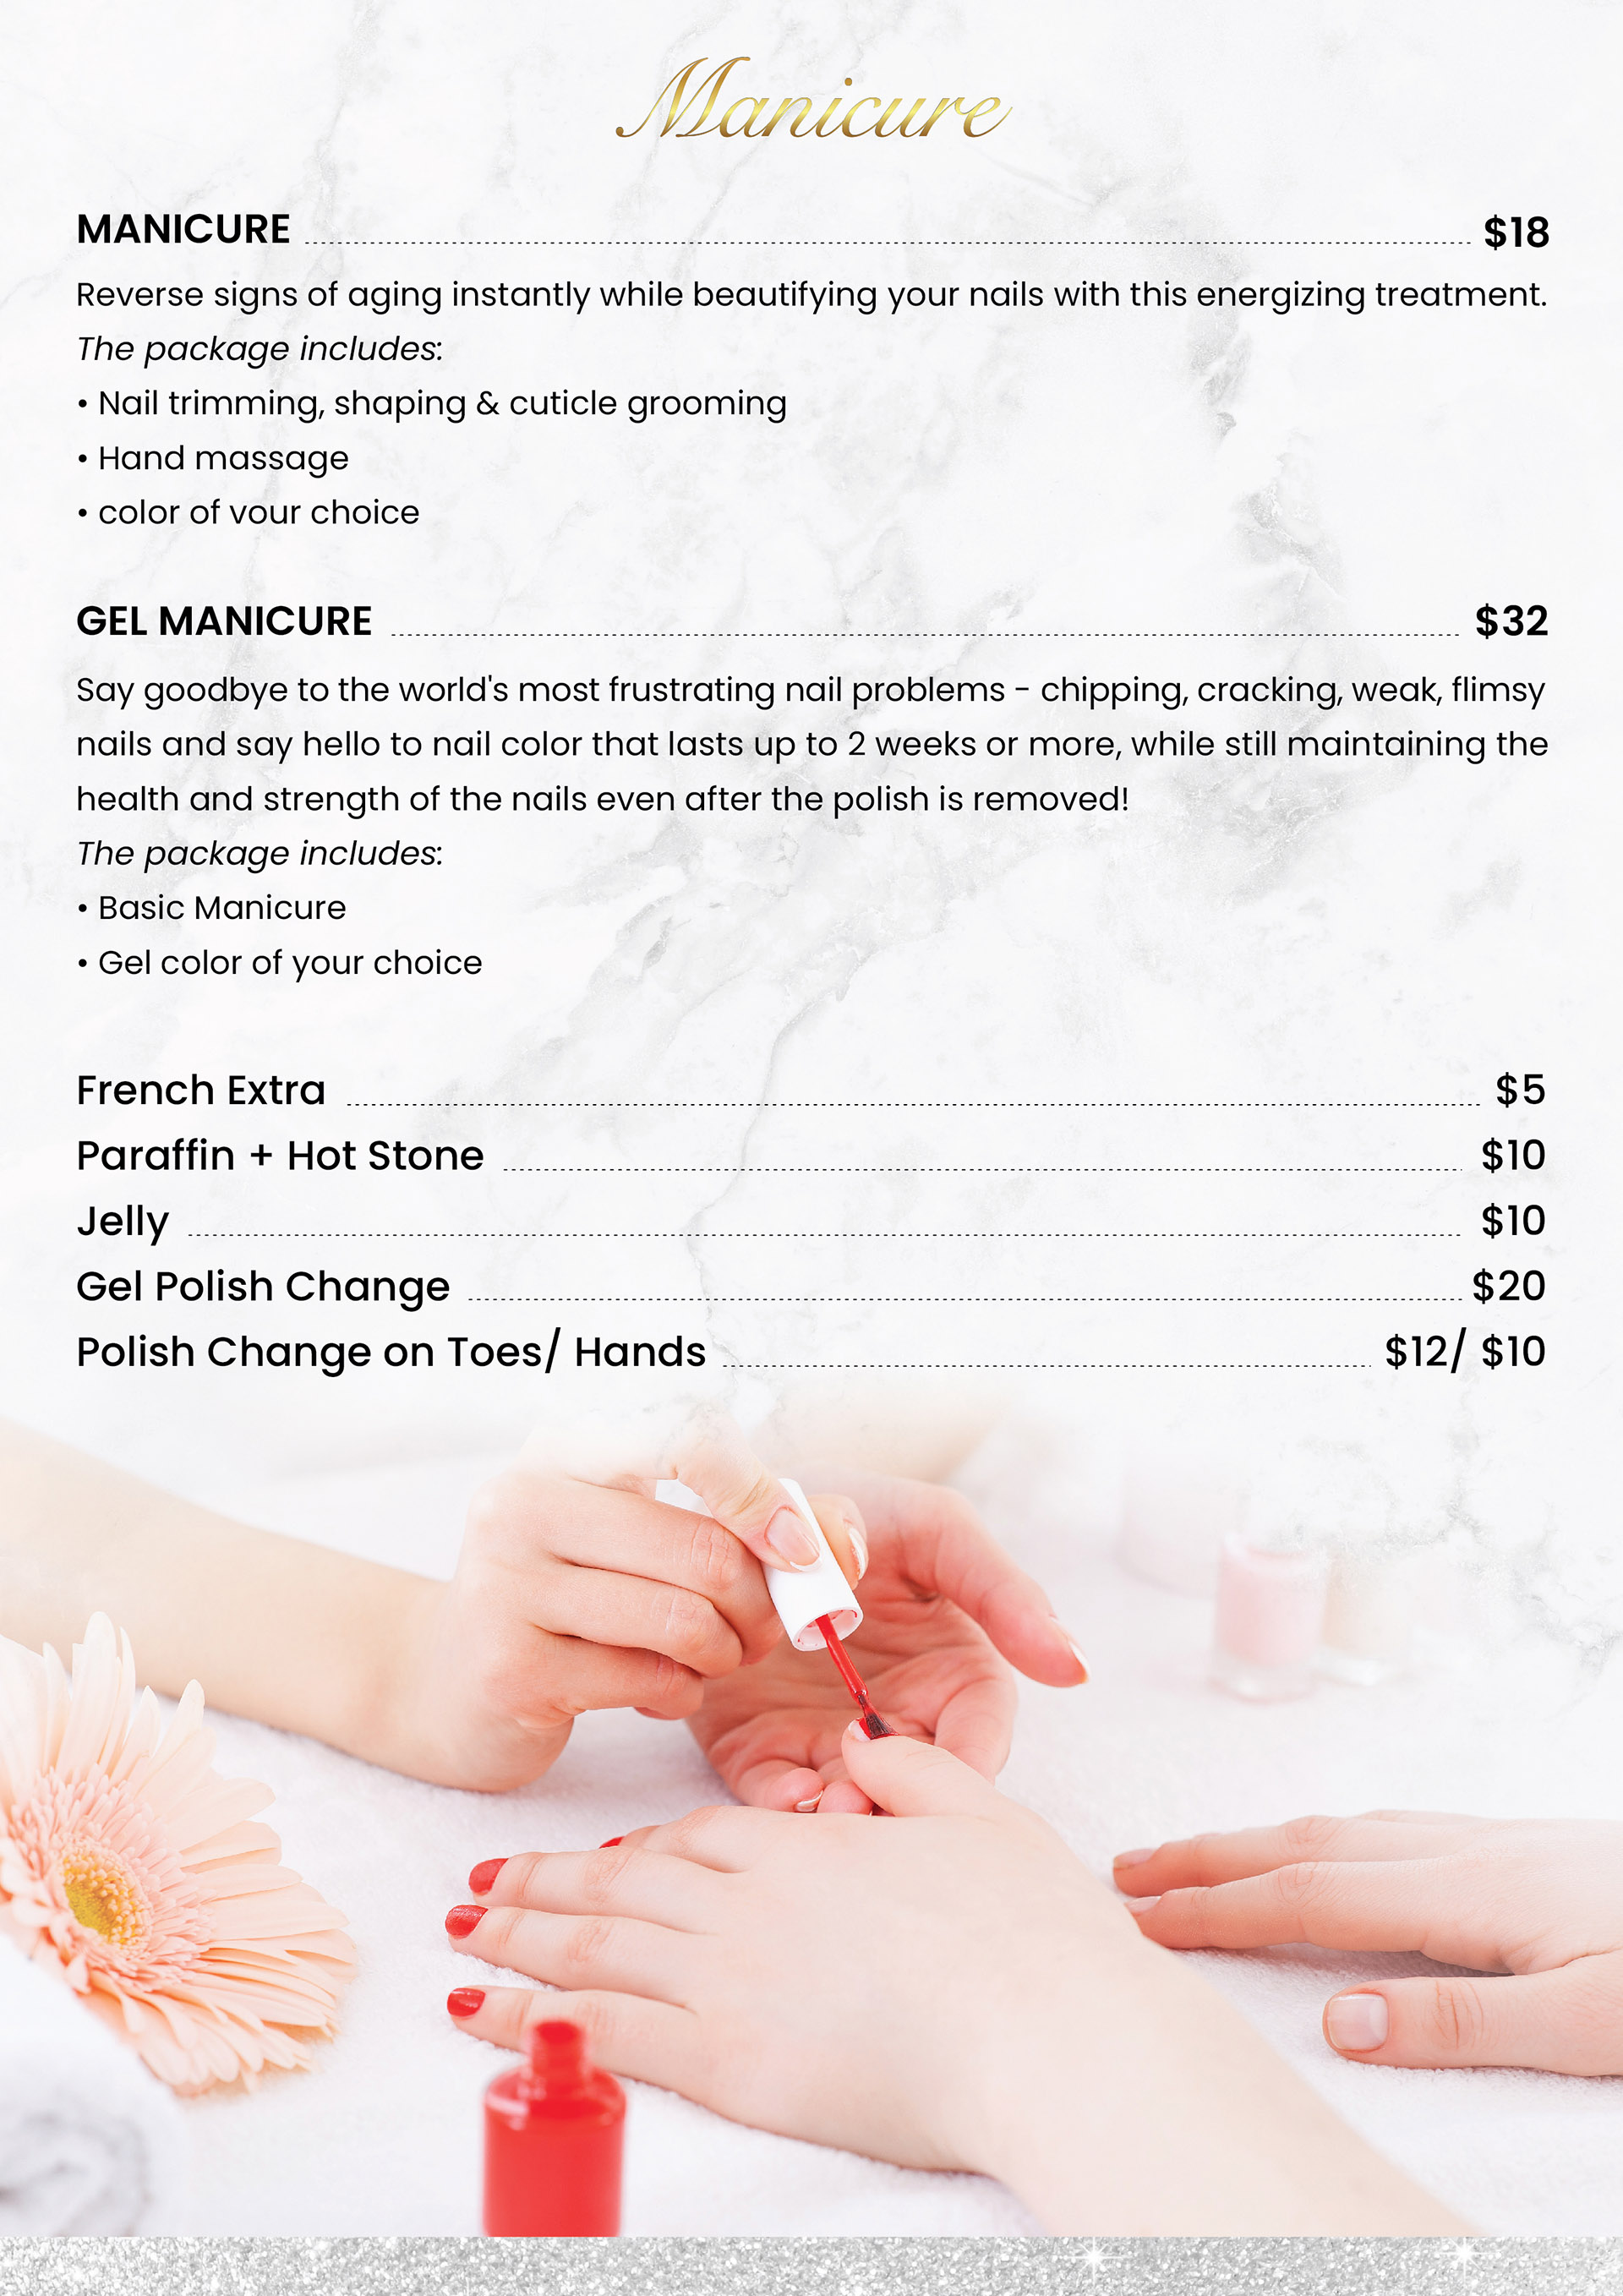 Manicure
MANICURE $18
Reverse signs of aging instantly while beautifying your nails with this energizing treatment.
The package includes:
• Nail trimming, shaping & cuticle grooming
• Hand massage
• color of vour choice
GEL MANICURE $32
Say goodbye to the world's most frustrating nail problems - chipping, cracking, weak, flimsy
nails and say hello to nail color that lasts up to 2 weeks or more, while still maintaining the
health and strength of the nails even after the polish is removed!
The package includes:
• Basic Manicure
• Gel color of your choice
French Extra $5
Paraffin + Hot Stone $10
Jelly $10
Gel Polish Change $20
Polish Change on Toes/ Hands $12/ $10